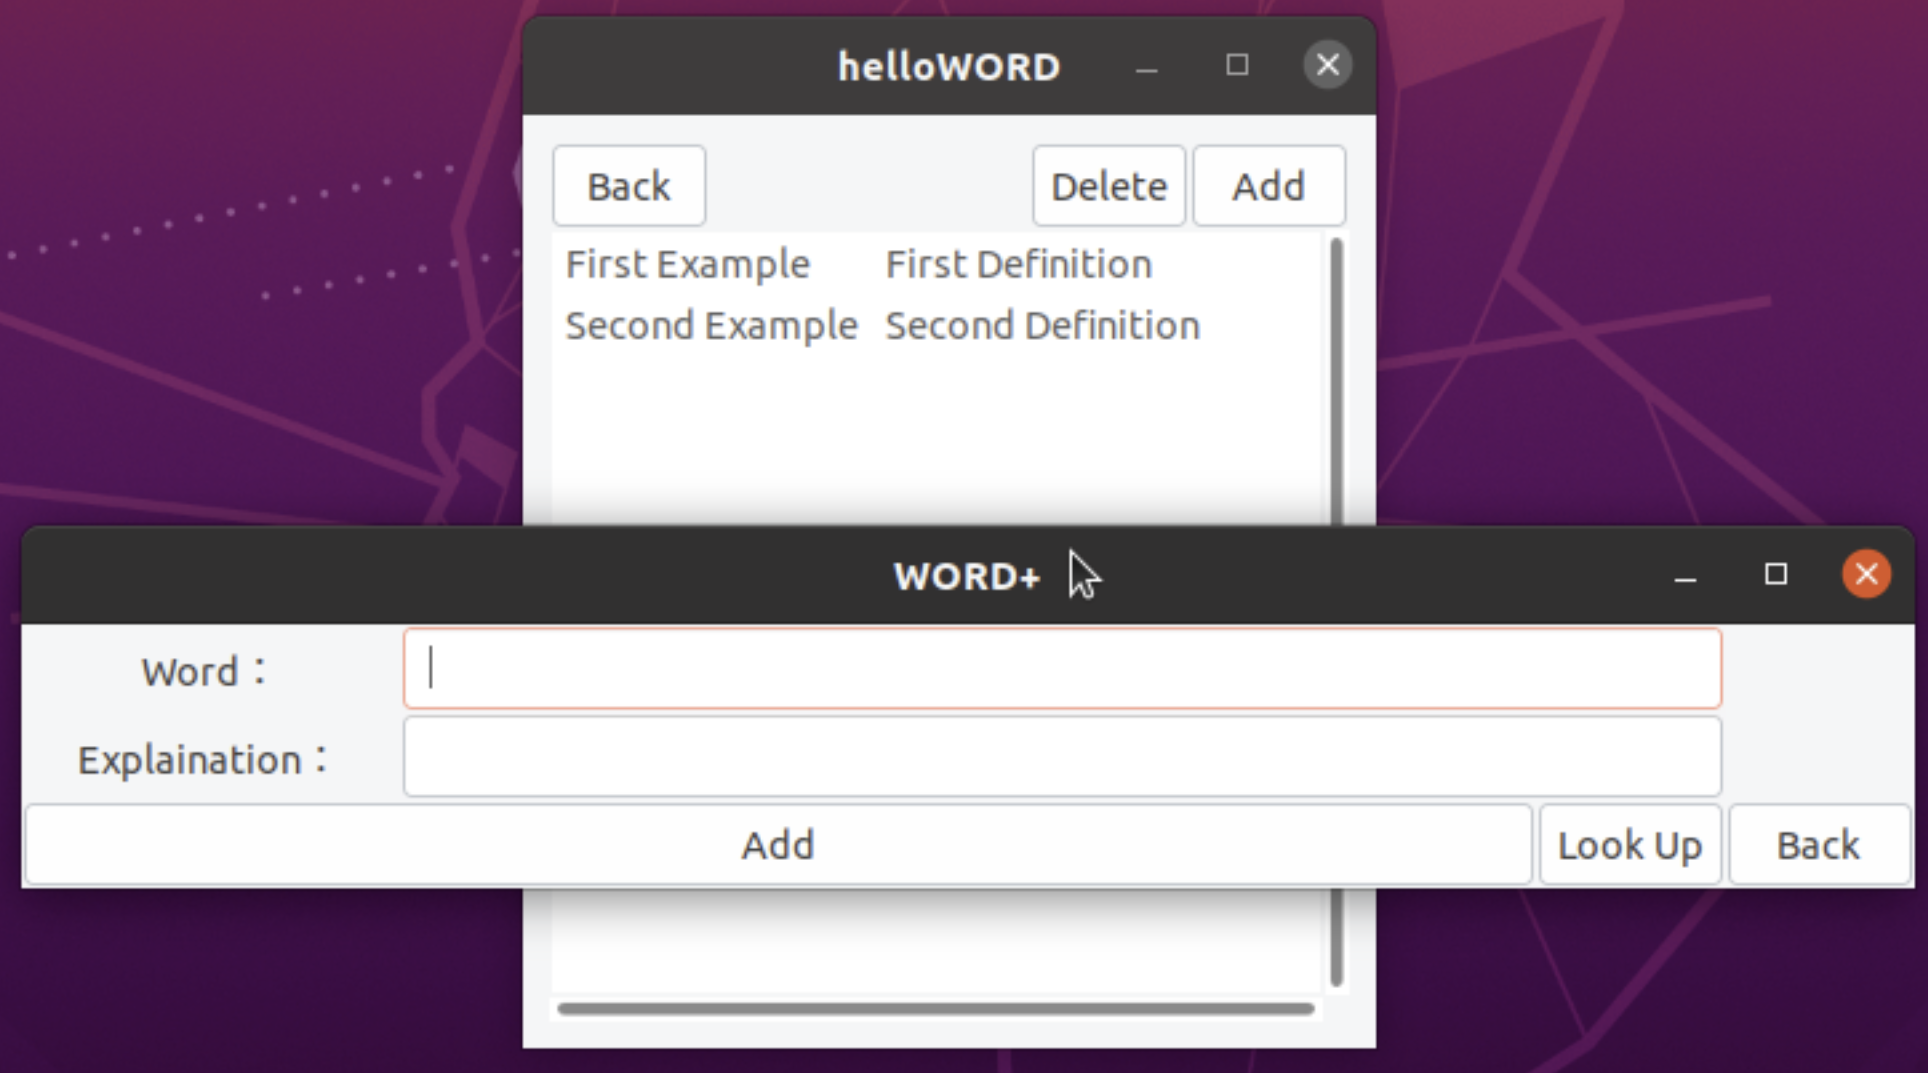 helloWORD
Back Delete Add
First Example First Definition
Second Example Second Definition
WORD+
Word：
Explaination：
Add Look Up Back